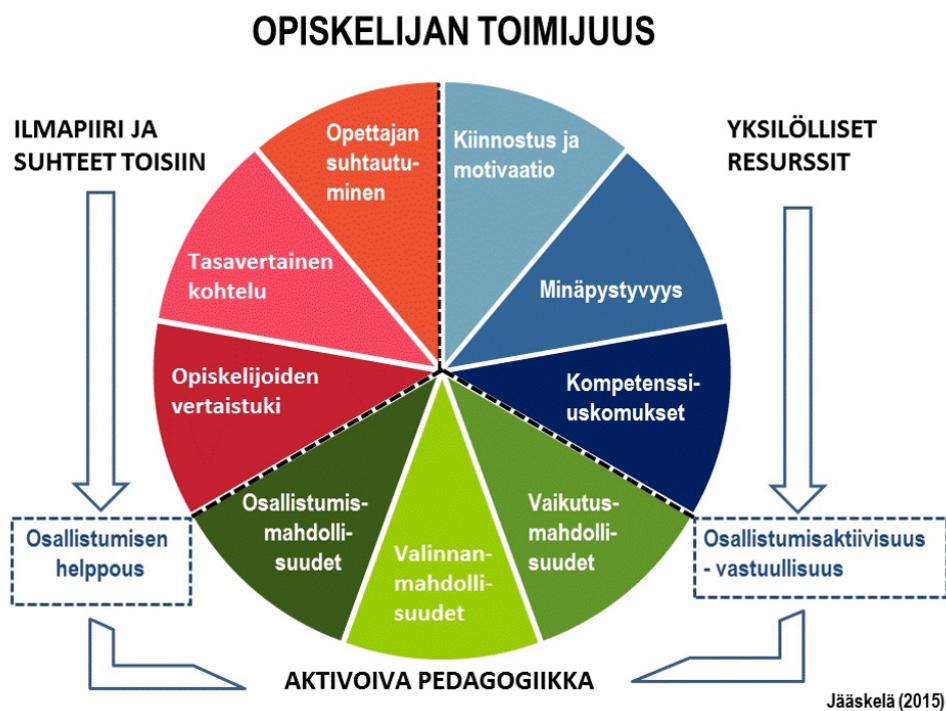 OPISKELIJAN TOIMIJUUS
ILMAPIIRI JA
SUHTEET TOISIIN
YKSILÖLLISET
RESURSSIT
Opettajan
suhtautu-
minen
Kiinnostus ja
motivaatio
Tasavertainen
kohtelu
Minäpystyvyys
Opiskelijoiden
vertaistuki
Kompetenssi-
uskomukset
Osallistumis-
mahdolli-
suudet
Valinnan-
mahdolli-
suudet
Vaikutus-
mahdolli-
suudet
Osallistumisen
helppous
Osallistumisaktiivisuus
- vastuullisuus
AKTIVOIVA PEDAGOGIIKKA
Jääskelä (2015)